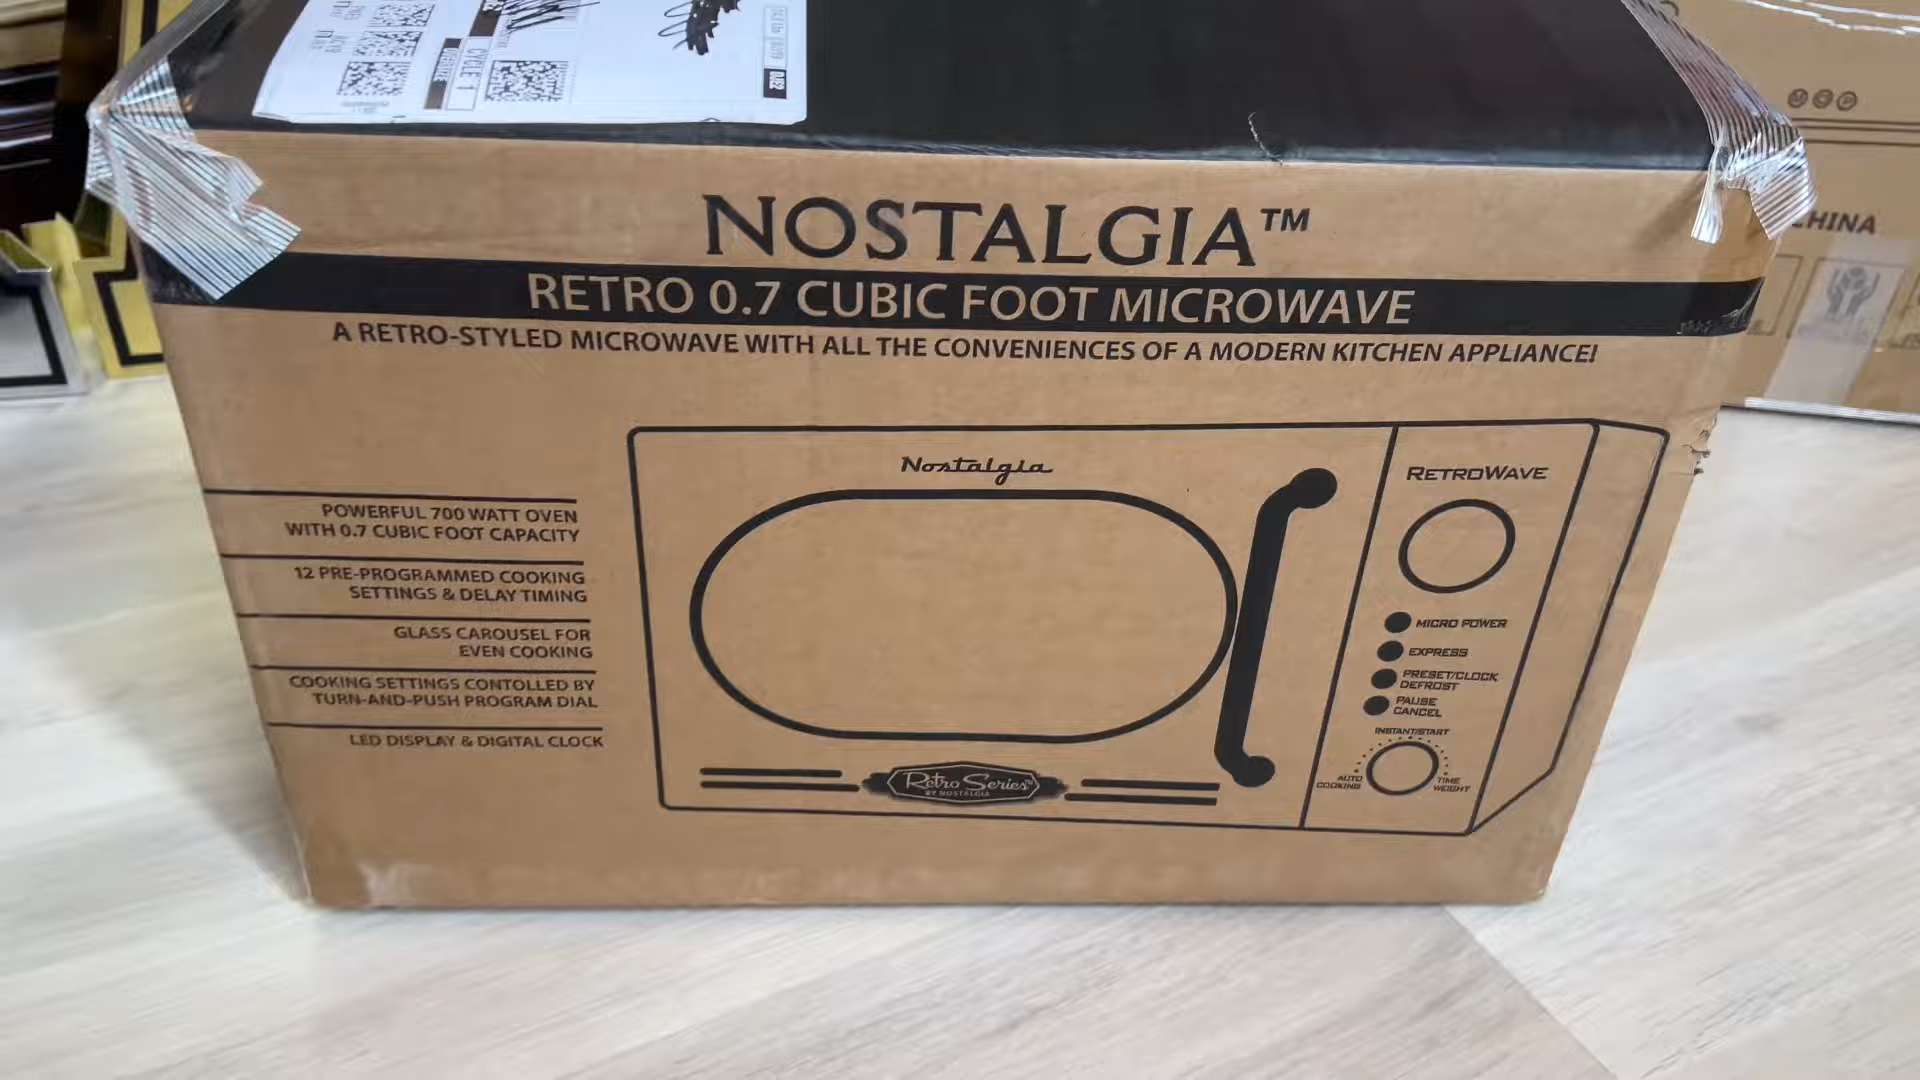 CYCLE 1
OVERSIZE
DJS2
CHINA
NOSTALGIA™
RETRO 0.7 CUBIC FOOT MICROWAVE
A RETRO-STYLED MICROWAVE WITH ALL THE CONVENIENCES OF A MODERN KITCHEN APPLIANCE!
POWERFUL 700 WATT OVEN
WITH 0.7 CUBIC FOOT CAPACITY
12 PRE-PROGRAMMED COOKING
SETTINGS & DELAY TIMING
GLASS CAROUSEL FOR
EVEN COOKING
COOKING SETTINGS CONTOLLED BY
TURN-AND-PUSH PROGRAM DIAL
LED DISPLAY & DIGITAL CLOCK
Nostalgia
RETROWAVE
MICRO POWER
EXPRESS
PRESET/CLOCK
DEFROST
PAUSE
CANCEL
INSTANT/START
AUTO
COOKING
TIME
WEIGHT
Retro Series™
BY NOSTALGIA